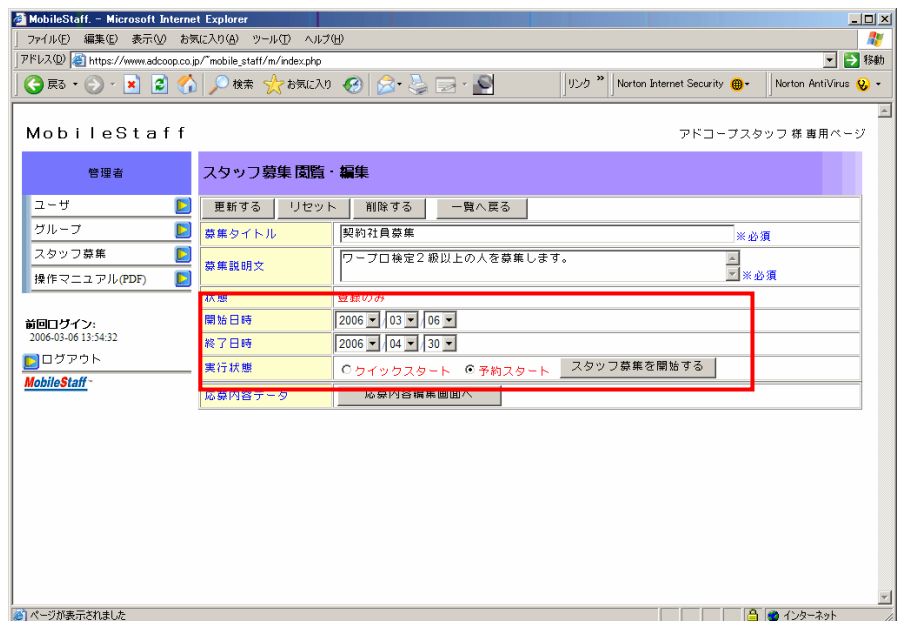 MobileStaff. - Microsoft Internet Explorer
ファイル(F) 編集(E) 表示(V) お気に入り(A) ツール(T) ヘルプ(H)
アドレス(D) https://www.adcoop.co.jp/~mobile_staff/m/index.php 移動
戻る 検索 お気に入り リンク » Norton Internet Security Norton AntiVirus
MobileStaff アドコープスタッフ 様 専用ページ
管理者 スタッフ募集 閲覧・編集
ユーザ 更新する リセット 削除する 一覧へ戻る
グループ 募集タイトル 契約社員募集 ※必須
スタッフ募集 募集説明文 ワープロ検定2級以上の人を募集します。 ※必須
操作マニュアル(PDF)
状態 登録のみ
前回ログイン: 開始日時 2006 / 03 / 06
2006-03-06 13:54:32 終了日時 2006 / 04 / 30
ログアウト 実行状態 クイックスタート 予約スタート スタッフ募集を開始する
MobileStaff 応募内容データ 応募内容編集画面へ
ページが表示されました インターネット